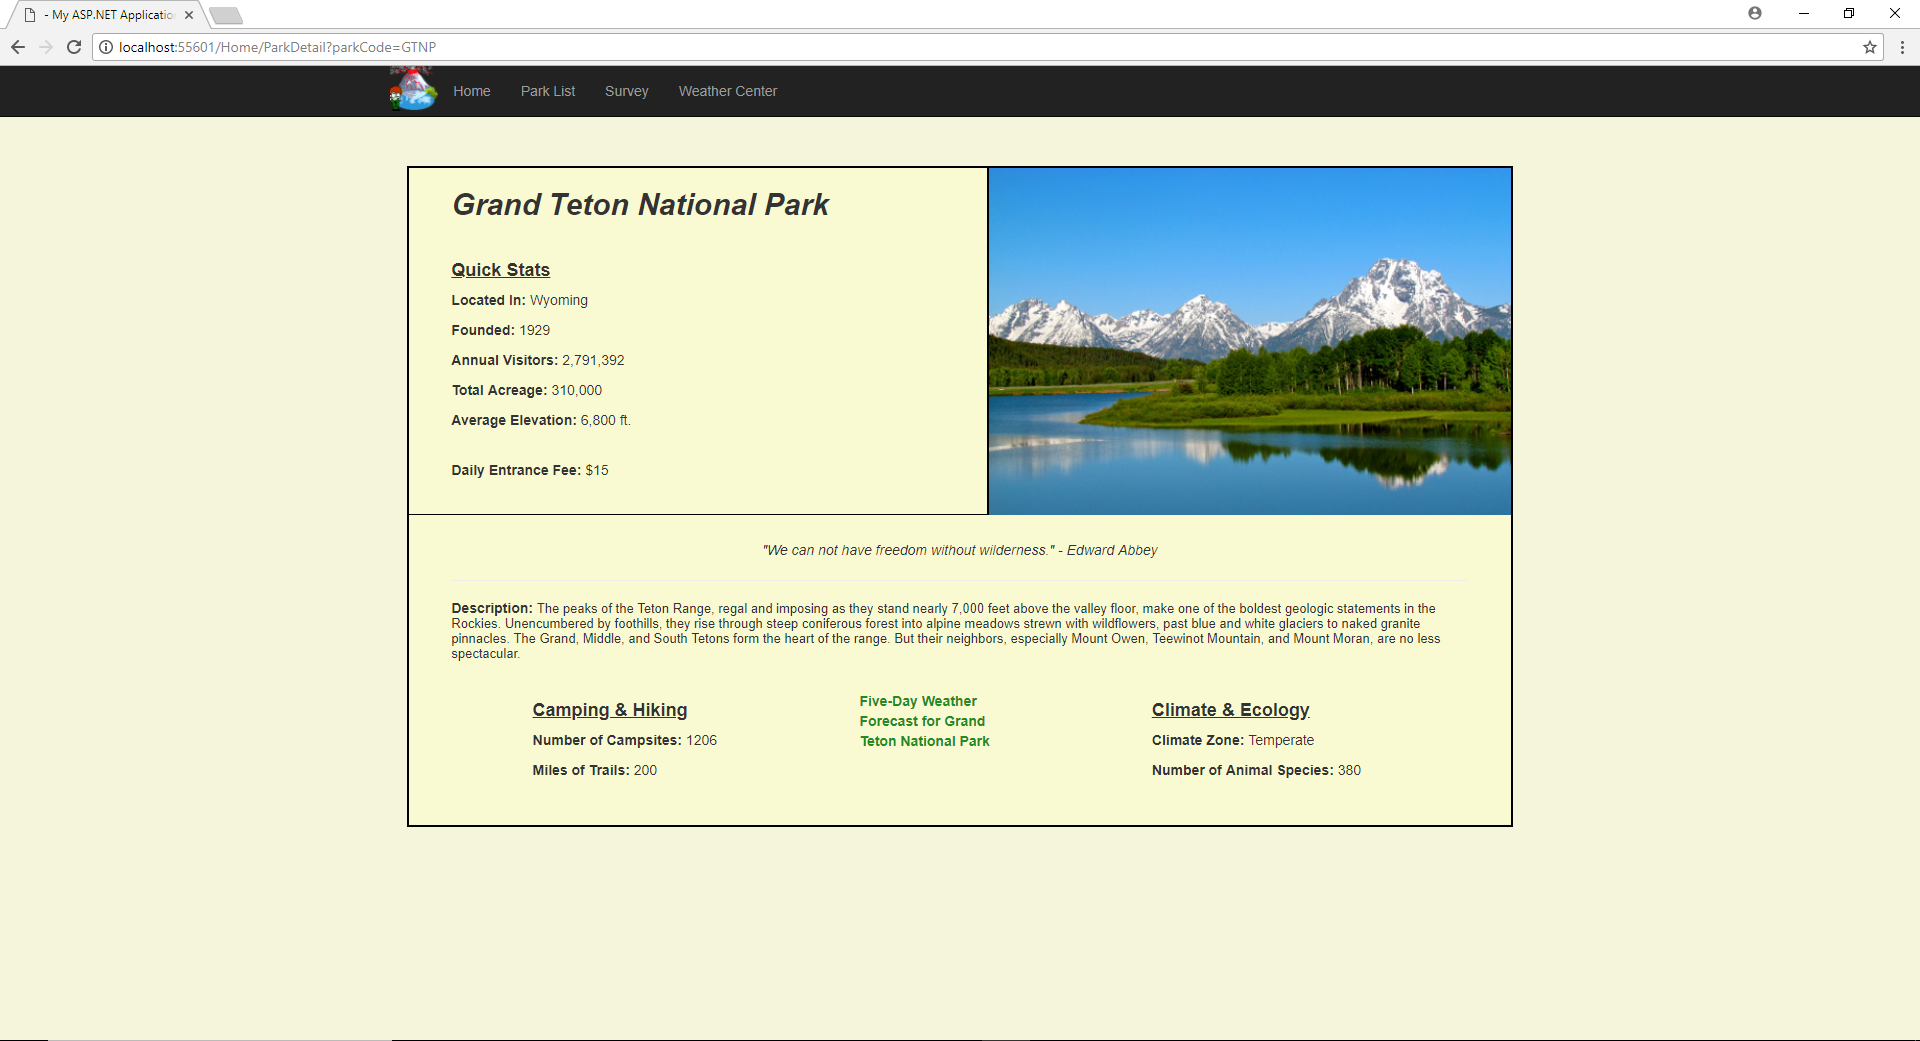 - My ASP.NET Applicatio
localhost:55601/Home/ParkDetail?parkCode=GTNP
Home Park List Survey Weather Center
Grand Teton National Park
Quick Stats
Located In: Wyoming
Founded: 1929
Annual Visitors: 2,791,392
Total Acreage: 310,000
Average Elevation: 6,800 ft.
Daily Entrance Fee: $15
"We can not have freedom without wilderness." - Edward Abbey
Description: The peaks of the Teton Range, regal and imposing as they stand nearly 7,000 feet above the valley floor, make one of the boldest geologic statements in the
Rockies. Unencumbered by foothills, they rise through steep coniferous forest into alpine meadows strewn with wildflowers, past blue and white glaciers to naked granite
pinnacles. The Grand, Middle, and South Tetons form the heart of the range. But their neighbors, especially Mount Owen, Teewinot Mountain, and Mount Moran, are no less
spectacular.
Camping & Hiking
Number of Campsites: 1206
Miles of Trails: 200
Five-Day Weather
Forecast for Grand
Teton National Park
Climate & Ecology
Climate Zone: Temperate
Number of Animal Species: 380